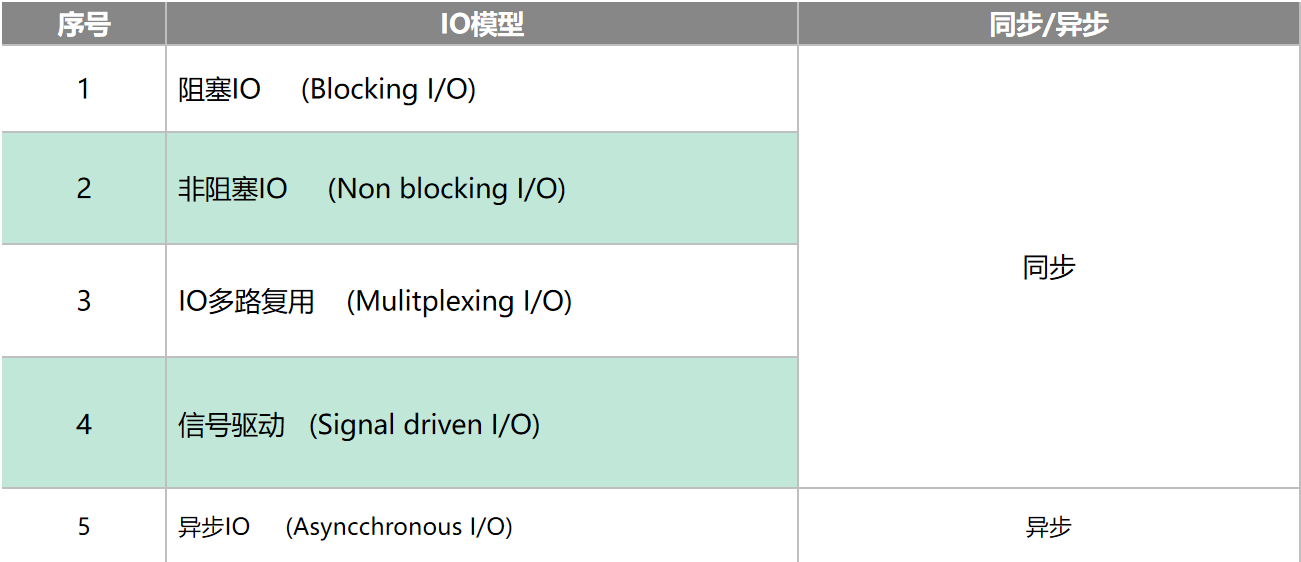 序号 IO模型 同步/异步
1 阻塞IO (Blocking I/O)
2 非阻塞IO (Non blocking I/O)
同步
3 IO多路复用 (Mulitplexing I/O)
4 信号驱动 (Signal driven I/O)
5 异步IO (Asyncchronous I/O) 异步